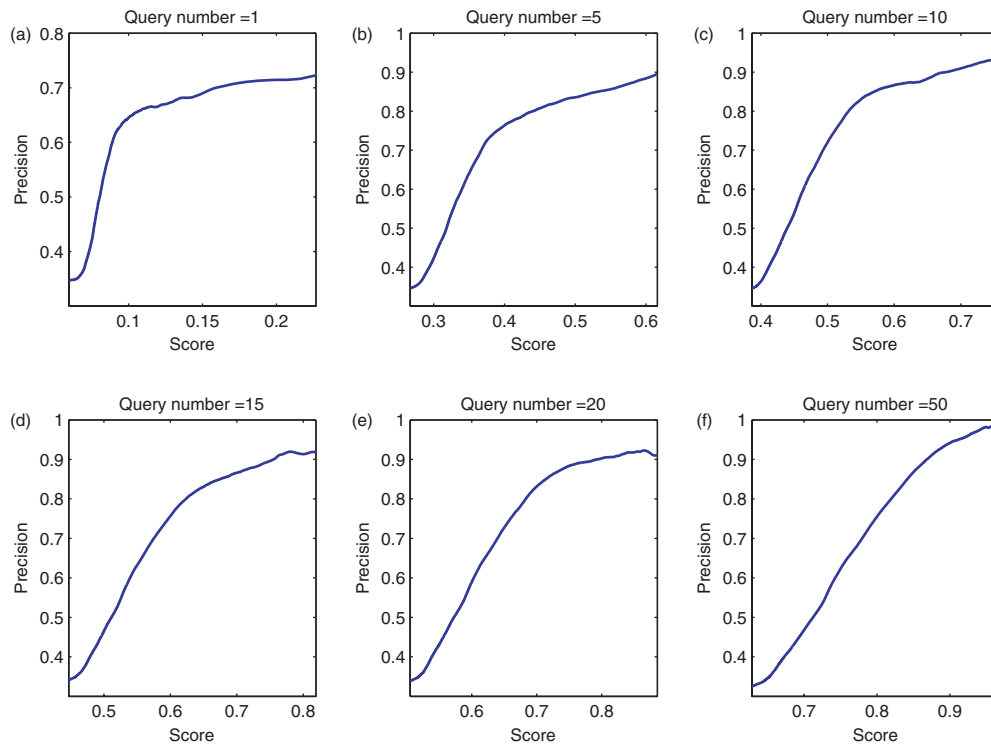 Query number =1
(a)
0.8
0.7
0.6
0.5
0.4
Precision
0.1 0.15 0.2
Score
Query number =5
(b)
1
0.9
0.8
0.7
0.6
0.5
0.4
Precision
0.3 0.4 0.5 0.6
Score
Query number =10
(c)
1
0.9
0.8
0.7
0.6
0.5
0.4
Precision
0.4 0.5 0.6 0.7
Score
Query number =15
(d)
1
0.9
0.8
0.7
0.6
0.5
0.4
Precision
0.5 0.6 0.7 0.8
Score
Query number =20
(e)
1
0.9
0.8
0.7
0.6
0.5
0.4
Precision
0.5 0.6 0.7 0.8
Score
Query number =50
(f)
1
0.9
0.8
0.7
0.6
0.5
0.4
Precision
0.7 0.8 0.9
Score